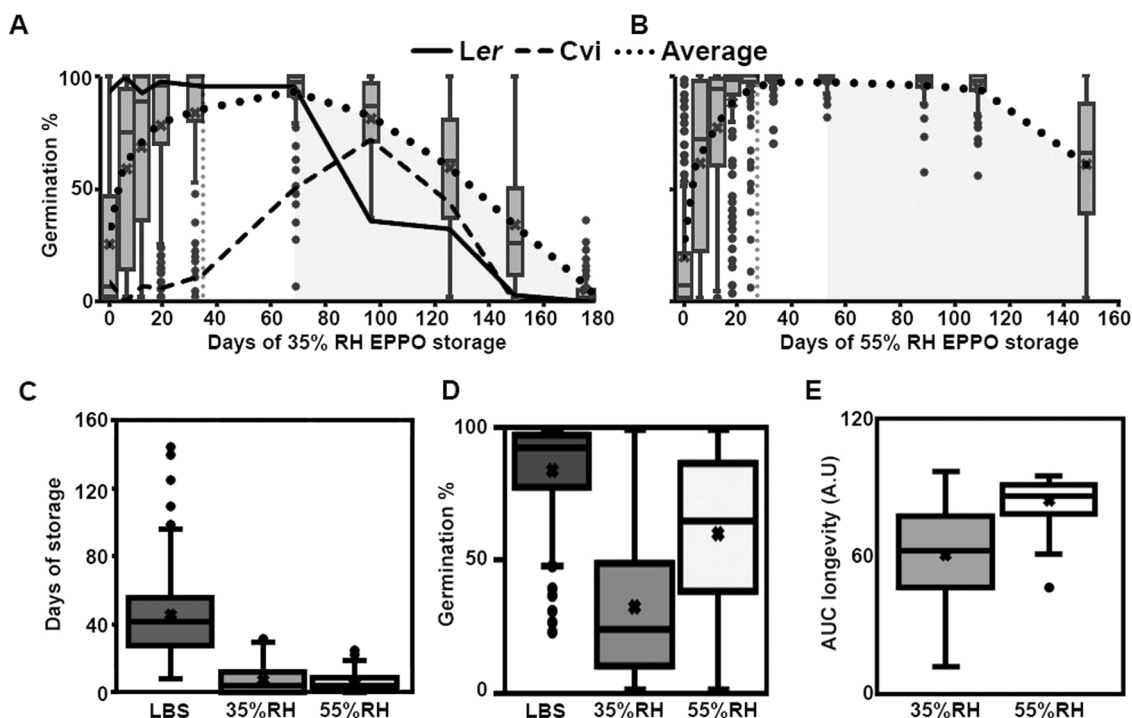 A
B
Ler Cvi Average
Germination %
100
50
0
0 20 40 60 80 100 120 140 160 180
Days of 35% RH EPPO storage
100
50
0
0 20 40 60 80 100 120 140 160
Days of 55% RH EPPO storage
C
Days of storage
160
120
80
40
0
LBS 35%RH 55%RH
D
Germination %
100
50
0
LBS 35%RH 55%RH
E
AUC longevity (A.U)
120
60
0
35%RH 55%RH